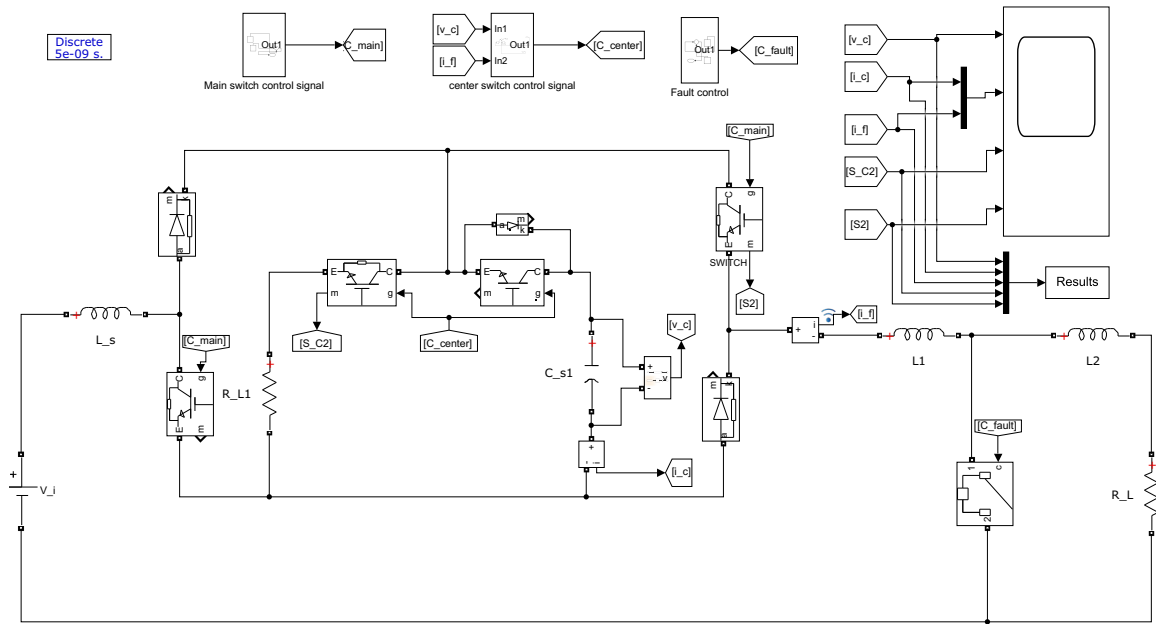 Discrete
5e-09 s.
Out1
[C_main]
Main switch control signal
[v_c]
[i_f]
In1
In2
Out1
[C_center]
center switch control signal
Out1
[C_fault]
Fault control
[v_c]
[i_c]
[i_f]
[S_C2]
[S2]
Results
[C_main]
C
g
E
m
SWITCH
[S2]
m
k
a
a
m
k
E
C
m
g
E
C
m
g
[S_C2]
[C_center]
[v_c]
L_s
[C_main]
C
g
E
m
R_L1
C_s1
+
-
v
+
-
[i_c]
m
k
a
+
i
-
[i_f]
L1
L2
[C_fault]
1
c
2
R_L
+
V_i